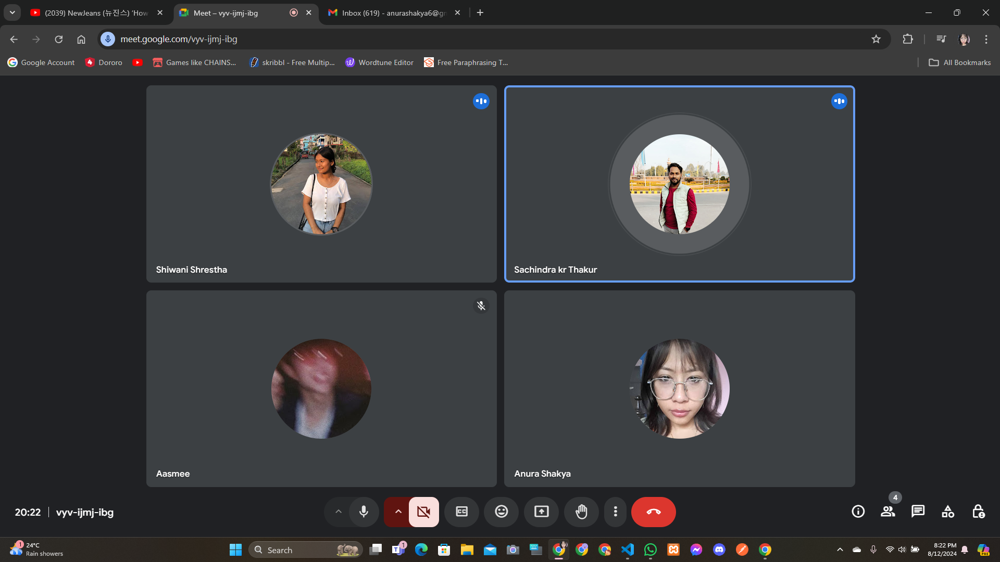 (2039) NewJeans (뉴진스) 'How
Meet – vyv-ijmj-ibg
Inbox (619) - anurashakya6@gm
meet.google.com/vyv-ijmj-ibg
Google Account
Dororo
Games like CHAINS...
skribbl - Free Multip...
Wordtune Editor
Free Paraphrasing T...
All Bookmarks
Shiwani Shrestha
Sachindra kr Thakur
Aasmee
Anura Shakya
4
20:22
vyv-ijmj-ibg
CC
1
24°C
Rain showers
Search
1
8:22 PM
8/12/2024
PRE